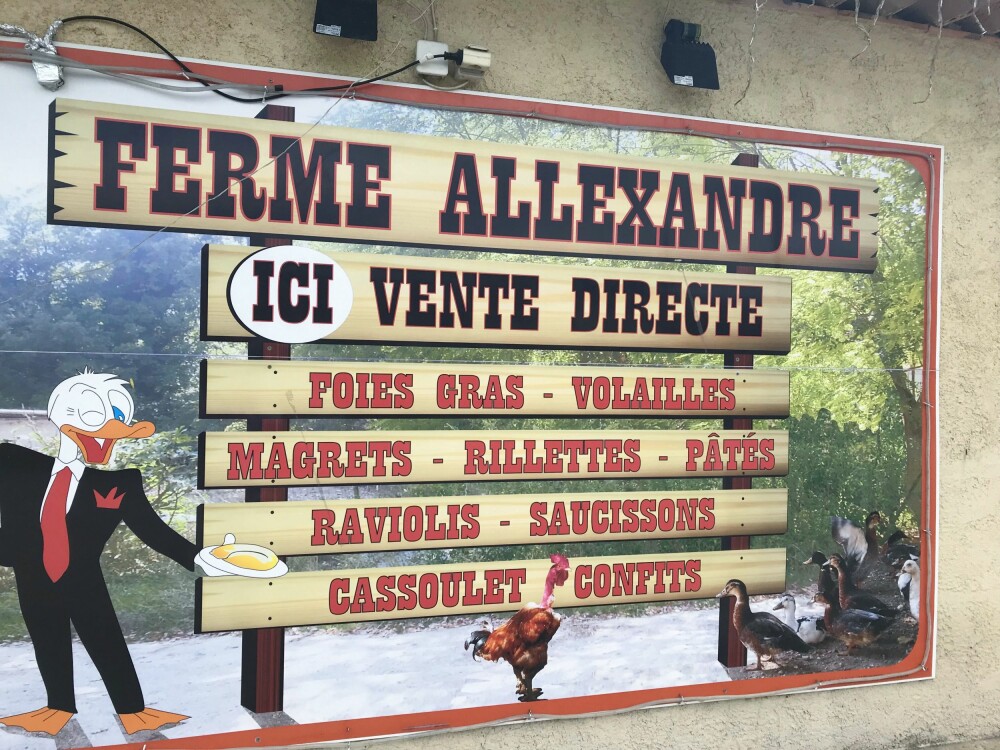 FERME ALLEXANDRE
ICI VENTE DIRECTE
FOIES GRAS - VOLAILLES
MAGRETS - RILLETTES - PÂTÉS
RAVIOLIS - SAUCISSONS
CASSOULET CONFITS